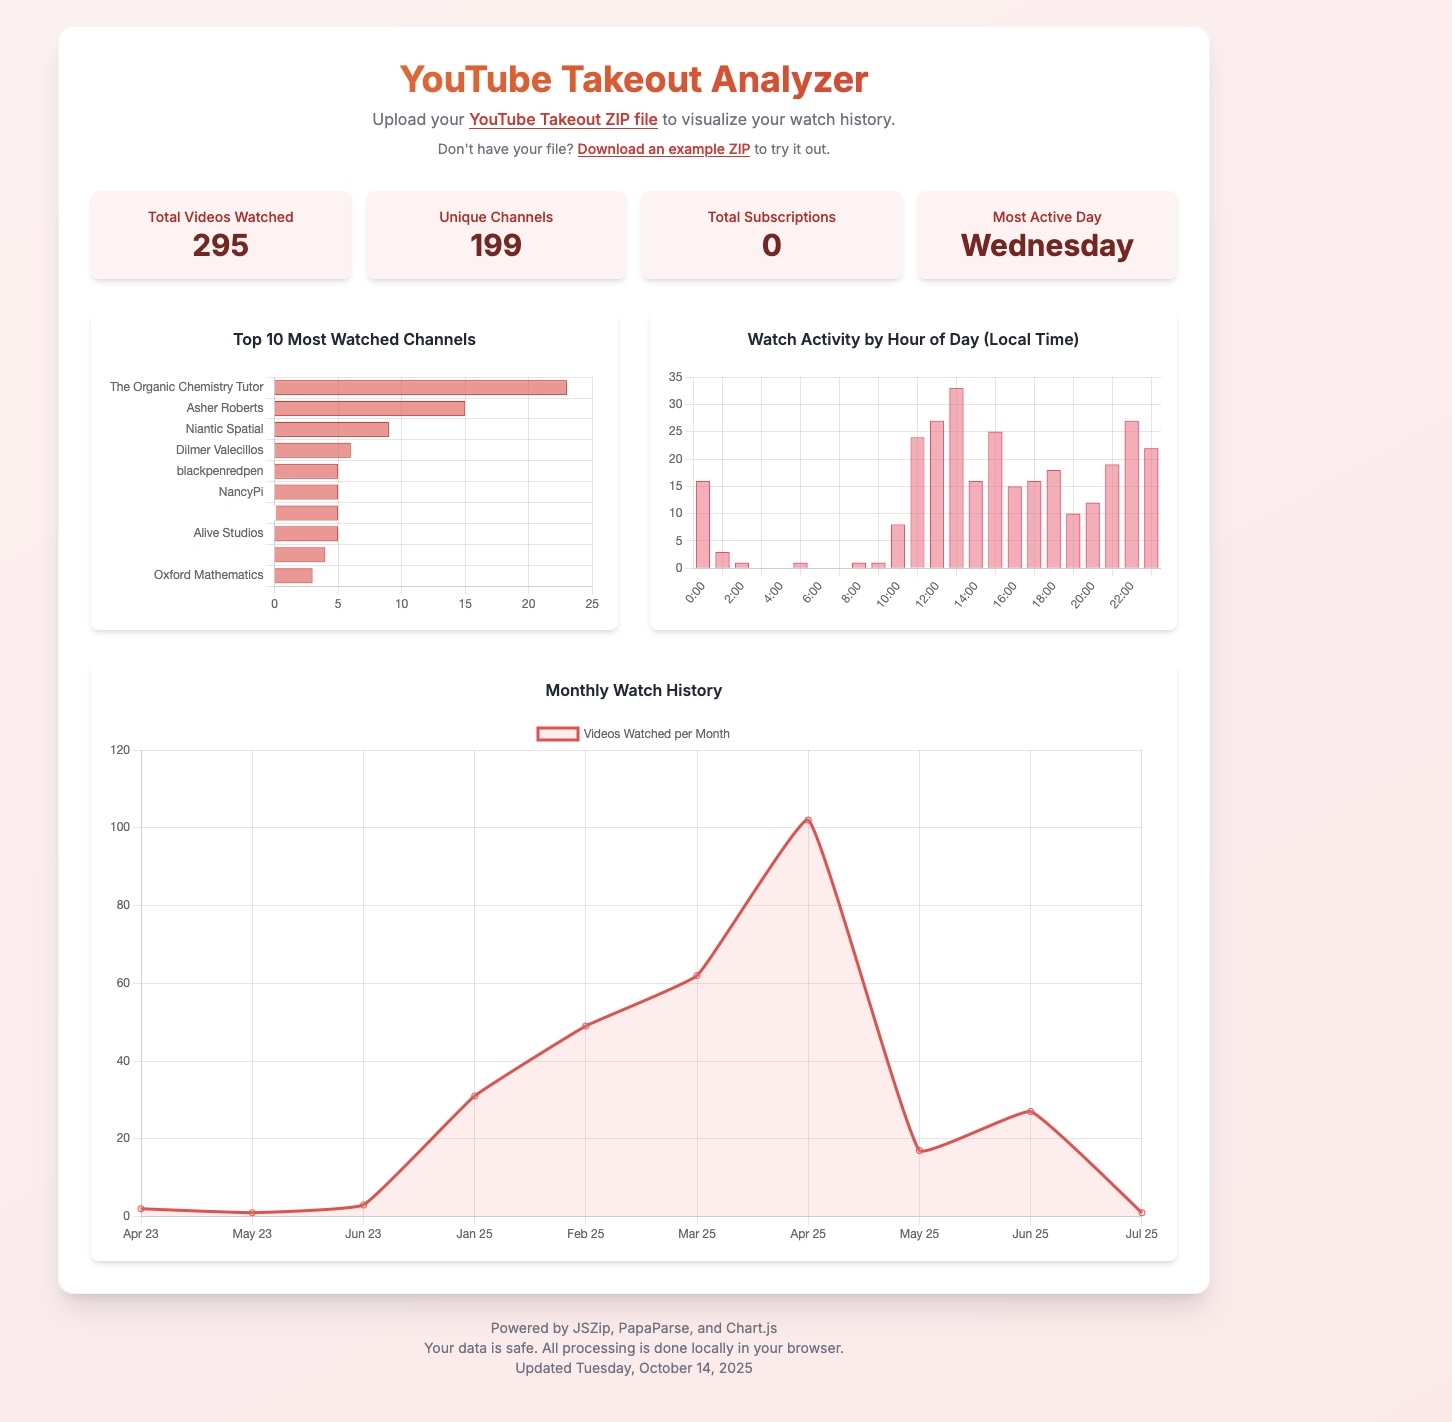 YouTube Takeout Analyzer
Upload your YouTube Takeout ZIP file to visualize your watch history.
Don't have your file? Download an example ZIP to try it out.
Total Videos Watched
295
Unique Channels
199
Total Subscriptions
0
Most Active Day
Wednesday
Top 10 Most Watched Channels
The Organic Chemistry Tutor
Asher Roberts
Niantic Spatial
Dilmer Valecillos
blackpenredpen
NancyPi
Alive Studios
Oxford Mathematics
0 5 10 15 20 25
Watch Activity by Hour of Day (Local Time)
35
30
25
20
15
10
5
0
0:00 2:00 4:00 6:00 8:00 10:00 12:00 14:00 16:00 18:00 20:00 22:00
Monthly Watch History
Videos Watched per Month
120
100
80
60
40
20
0
Apr 23 May 23 Jun 23 Jan 25 Feb 25 Mar 25 Apr 25 May 25 Jun 25 Jul 25
Powered by JSZip, PapaParse, and Chart.js
Your data is safe. All processing is done locally in your browser.
Updated Tuesday, October 14, 2025